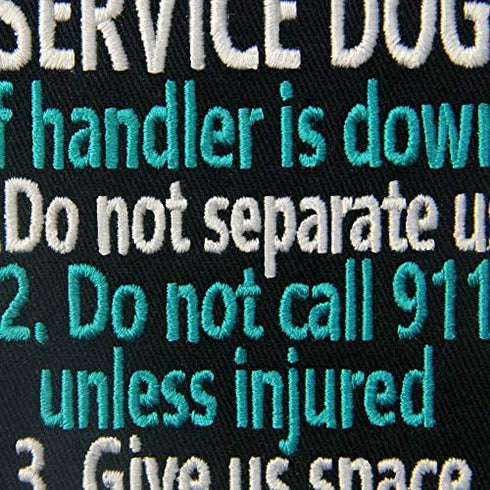 SERVICE DOG
f handler is down
.Do not separate us
2. Do not call 911
unless injured
3. Give us space